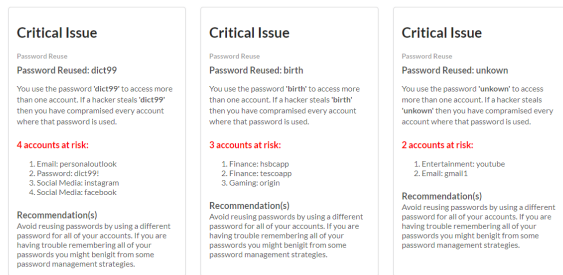 Critical Issue
Password Reuse
Password Reused: dict99
You use the password 'dict99' to access more
than one account. If a hacker steals 'dict99'
then you have compromised every account
where that password is used.
4 accounts at risk:
1. Email: personaloutlook
2. Password: dict99!
3. Social Media: instagram
4. Social Media: facebook
Recommendation(s)
Avoid reusing passwords by using a different
password for all of your accounts. If you are
having trouble remembering all of your
passwords you might benigit from some
password management strategies.
Critical Issue
Password Reuse
Password Reused: birth
You use the password 'birth' to access more
than one account. If a hacker steals 'birth'
then you have compromised every account
where that password is used.
3 accounts at risk:
1. Finance: hsbcapp
2. Finance: tescoapp
3. Gaming: origin
Recommendation(s)
Avoid reusing passwords by using a different
password for all of your accounts. If you are
having trouble remembering all of your
passwords you might benigit from some
password management strategies.
Critical Issue
Password Reuse
Password Reused: unkown
You use the password 'unkown' to access
more than one account. If a hacker steals
'unkown' then you have compromised every
account where that password is used.
2 accounts at risk:
1. Entertainment: youtube
2. Email: gmail1
Recommendation(s)
Avoid reusing passwords by using a different
password for all of your accounts. If you are
having trouble remembering all of your
passwords you might benigit from some
password management strategies.